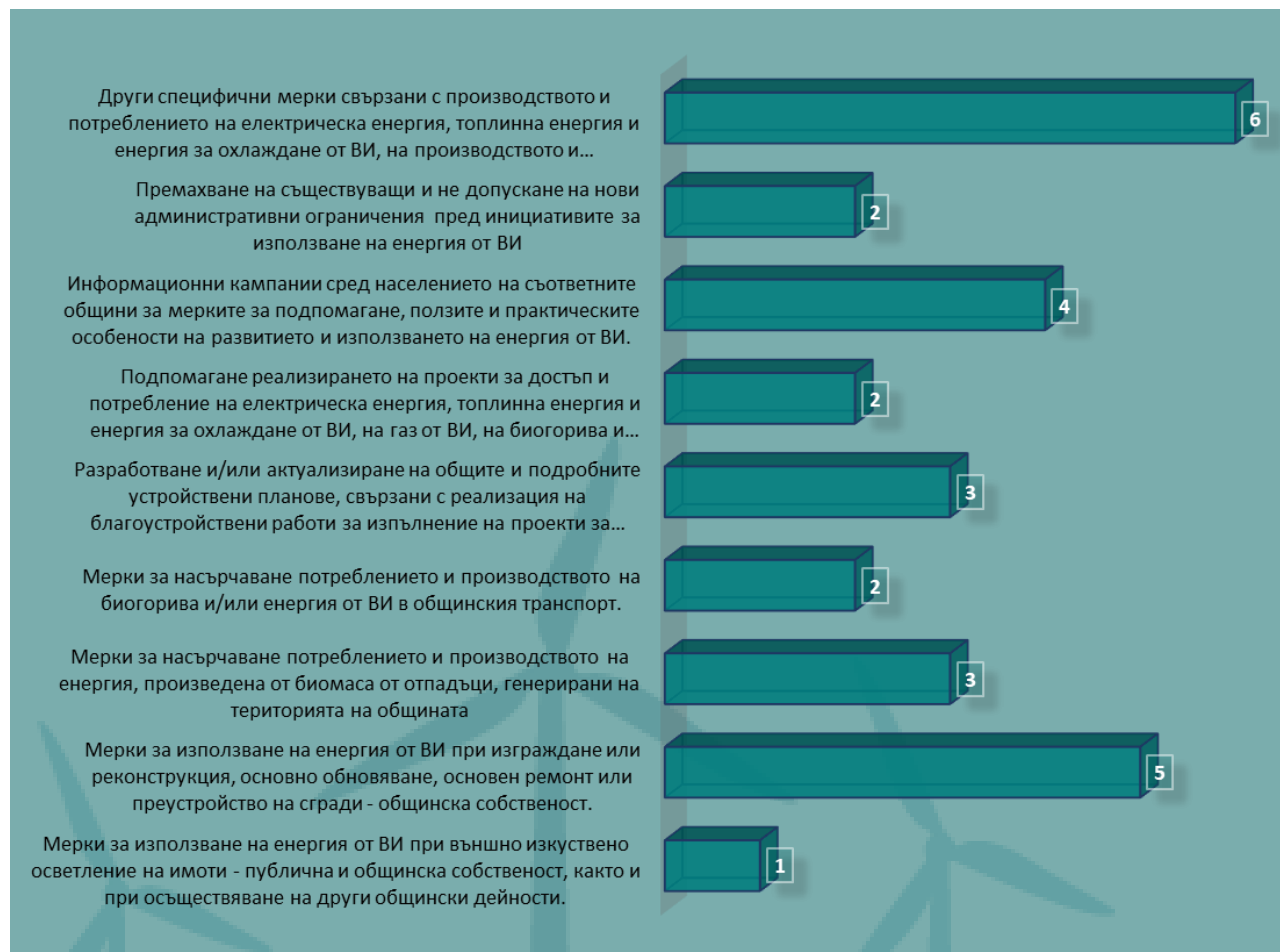 Други специфични мерки свързани с производството и
потреблението на електрическа енергия, топлинна енергия и
енергия за охлаждане от ВИ, на производството и...
6
Премахване на съществуващи и не допускане на нови
административни ограничения пред инициативите за
използване на енергия от ВИ
2
Информационни кампании сред населението на съответните
общини за мерките за подпомагане, ползите и практическите
особености на развитието и използването на енергия от ВИ.
4
Подпомагане реализирането на проекти за достъп и
потребление на електрическа енергия, топлинна енергия и
енергия за охлаждане от ВИ, на газ от ВИ, на биогорива и...
2
Разработване и/или актуализиране на общите и подробните
устройствени планове, свързани с реализация на
благоустройствени работи за изпълнение на проекти за...
3
Мерки за насърчаване потреблението и производството на
биогорива и/или енергия от ВИ в общинския транспорт.
2
Мерки за насърчаване потреблението и производството на
енергия, произведена от биомаса от отпадъци, генерирани на
територията на общината
3
Мерки за използване на енергия от ВИ при изграждане или
реконструкция, основно обновяване, основен ремонт или
преустройство на сгради - общинска собственост.
5
Мерки за използване на енергия от ВИ при външно изкуствено
осветление на имоти - публична и общинска собственост, както и
при осъществяване на други общински дейности.
1